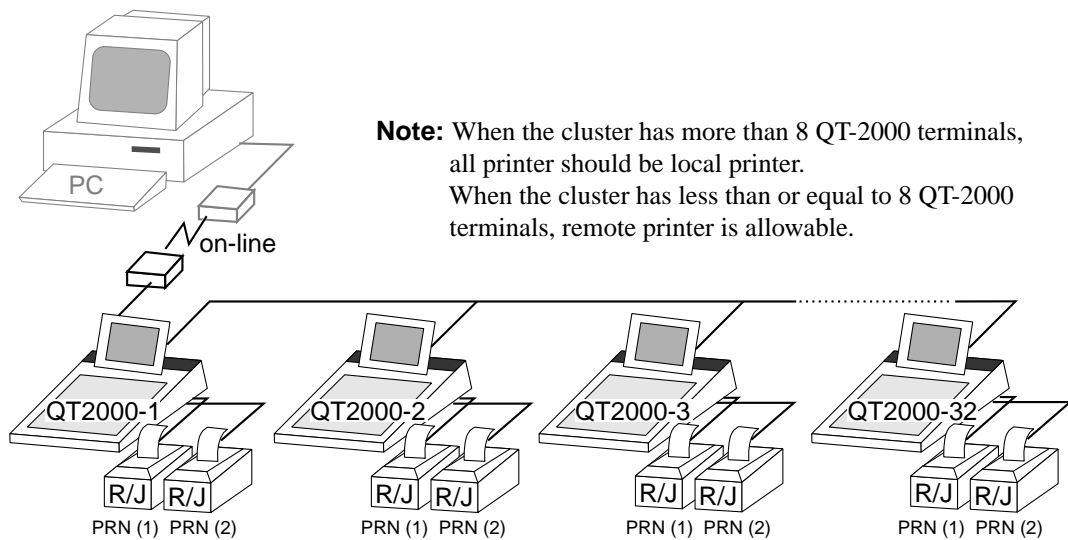 Note: When the cluster has more than 8 QT-2000 terminals,
all printer should be local printer.
When the cluster has less than or equal to 8 QT-2000
terminals, remote printer is allowable.
PC
on-line
QT2000-1
QT2000-2
QT2000-3
QT2000-32
R/J
R/J
R/J
R/J
R/J
R/J
R/J
R/J
PRN (1)
PRN (2)
PRN (1)
PRN (2)
PRN (1)
PRN (2)
PRN (1)
PRN (2)